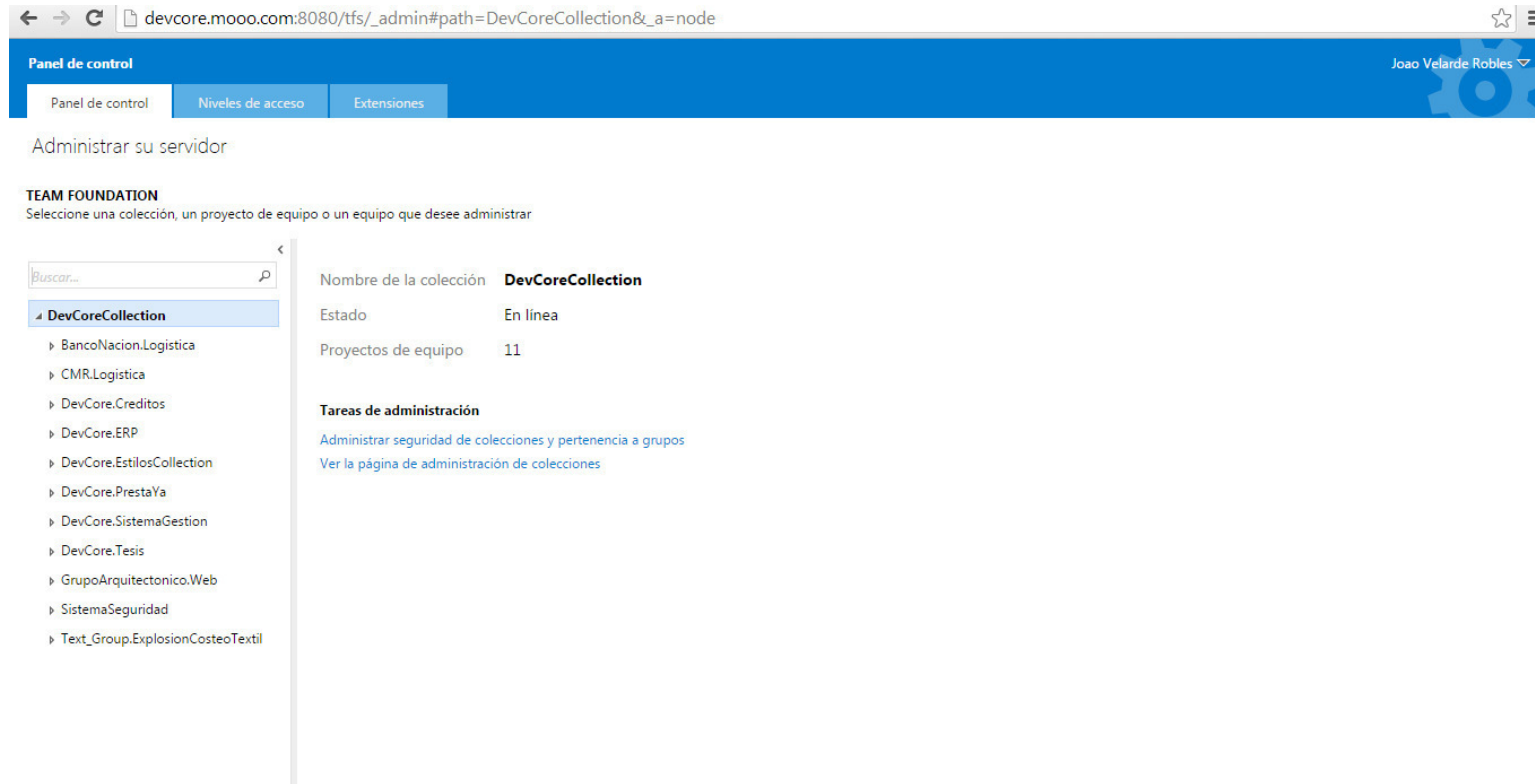 devcore.mooo.com:8080/tfs/_admin#path=DevCoreCollection&_a=node
Panel de control
Joao Velarde Robles
Panel de control
Niveles de acceso
Extensiones
Administrar su servidor
TEAM FOUNDATION
Seleccione una colección, un proyecto de equipo o un equipo que desee administrar
Buscar...
DevCoreCollection
BancoNacion.Logistica
CMR.Logistica
DevCore.Creditos
DevCore.ERP
DevCore.EstilosCollection
DevCore.PrestaYa
DevCore.SistemaGestion
DevCore.Tesis
GrupoArquitectonico.Web
SistemaSeguridad
Text_Group.ExplosionCosteoTextil
Nombre de la colección DevCoreCollection
Estado En línea
Proyectos de equipo 11
Tareas de administración
Administrar seguridad de colecciones y pertenencia a grupos
Ver la página de administración de colecciones